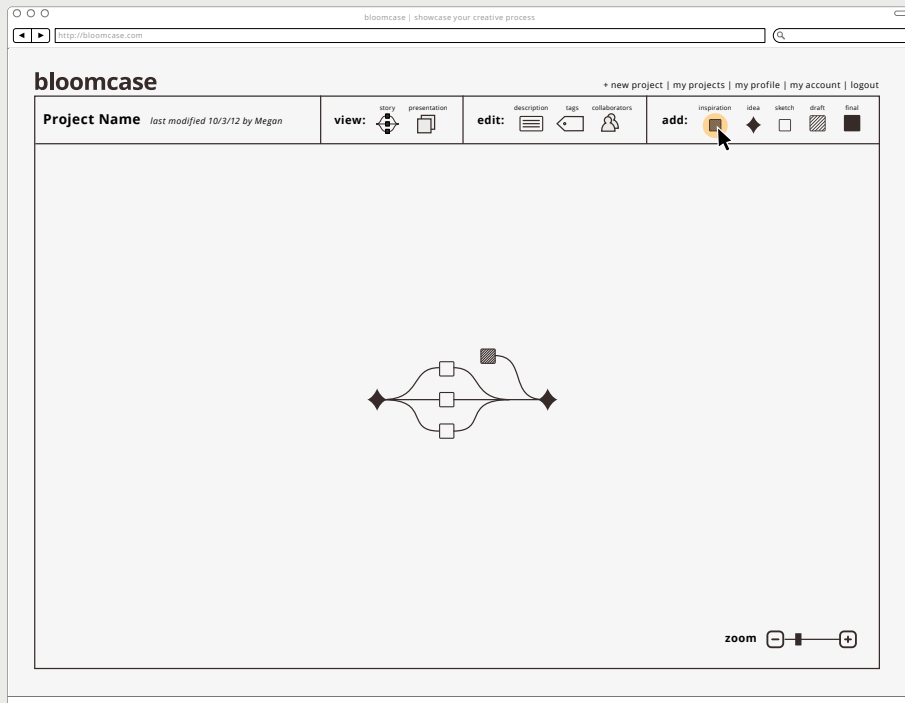 bloomcase | showcase your creative process
http://bloomcase.com
bloomcase
+ new project | my projects | my profile | my account | logout
Project Name last modified 10/3/12 by Megan
view: story presentation
edit: description tags collaborators
add: inspiration idea sketch draft final
zoom